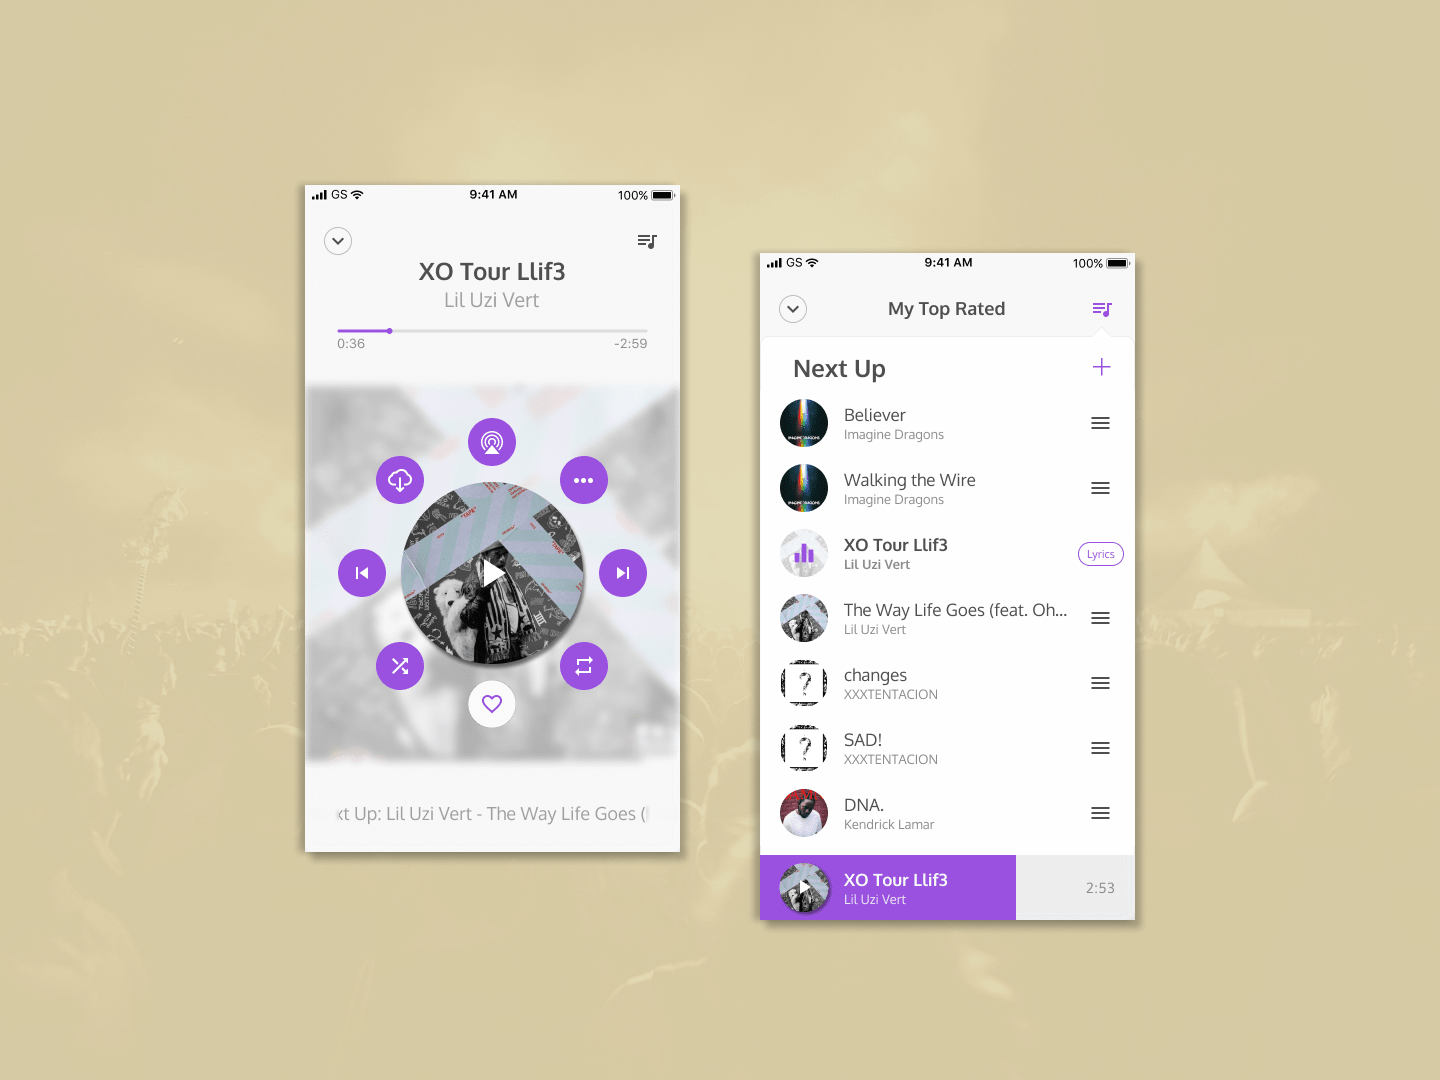 GS
9:41 AM
100%
XO Tour Llif3
Lil Uzi Vert
0:36
-2:59
xt Up: Lil Uzi Vert - The Way Life Goes (
GS
9:41 AM
100%
My Top Rated
Next Up
Believer
Imagine Dragons
Walking the Wire
Imagine Dragons
XO Tour Llif3
Lil Uzi Vert
Lyrics
The Way Life Goes (feat. Oh...
Lil Uzi Vert
?
changes
XXXTENTACION
?
SAD!
XXXTENTACION
DNA.
Kendrick Lamar
XO Tour Llif3
Lil Uzi Vert
2:53